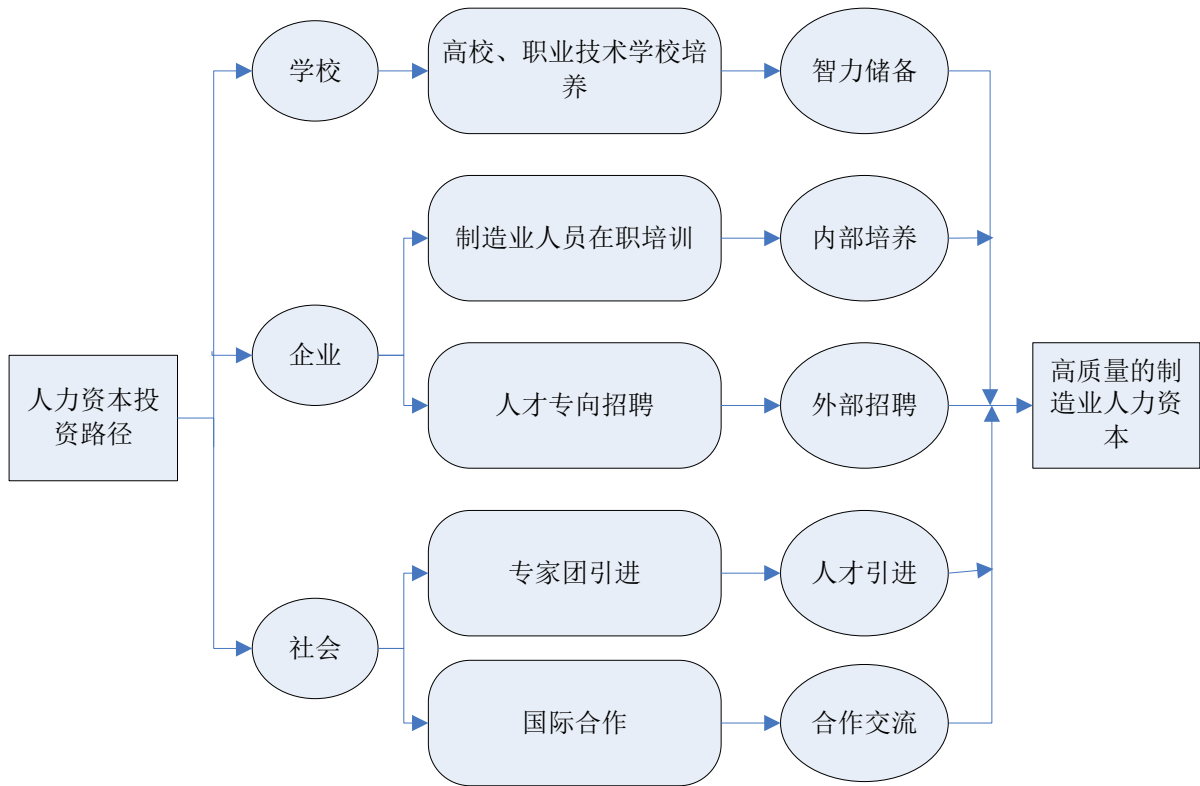 学校
高校、职业技术学校培
养
智力储备
制造业人员在职培训
内部培养
企业
人力资本投
资路径
人才专向招聘
外部招聘
高质量的制
造业人力资
本
专家团引进
人才引进
社会
国际合作
合作交流